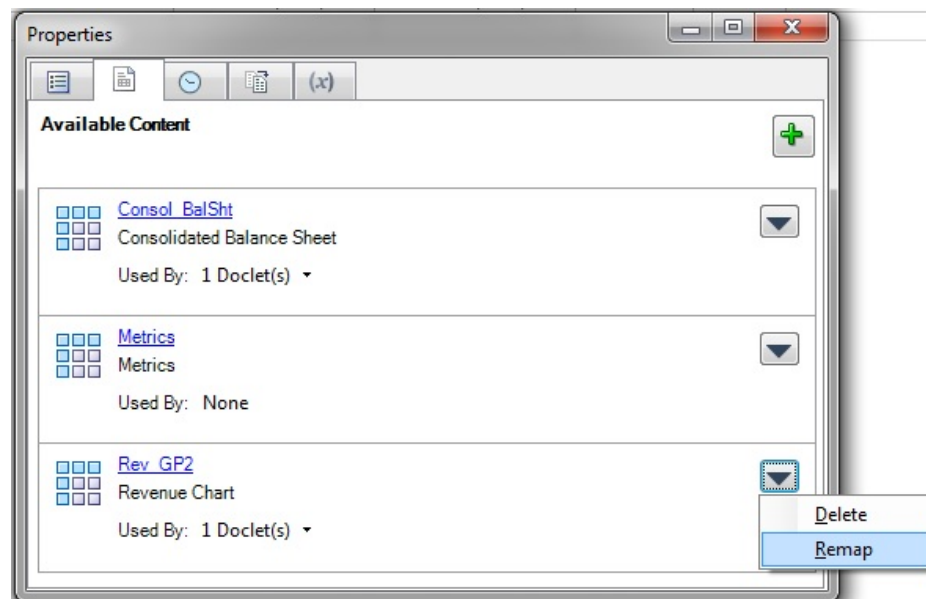 Properties
(x)
Available Content
Consol_BalSht
Consolidated Balance Sheet
Used By: 1 Doclet(s)
Metrics
Metrics
Used By: None
Rev_GP2
Revenue Chart
Used By: 1 Doclet(s)
Delete
Remap